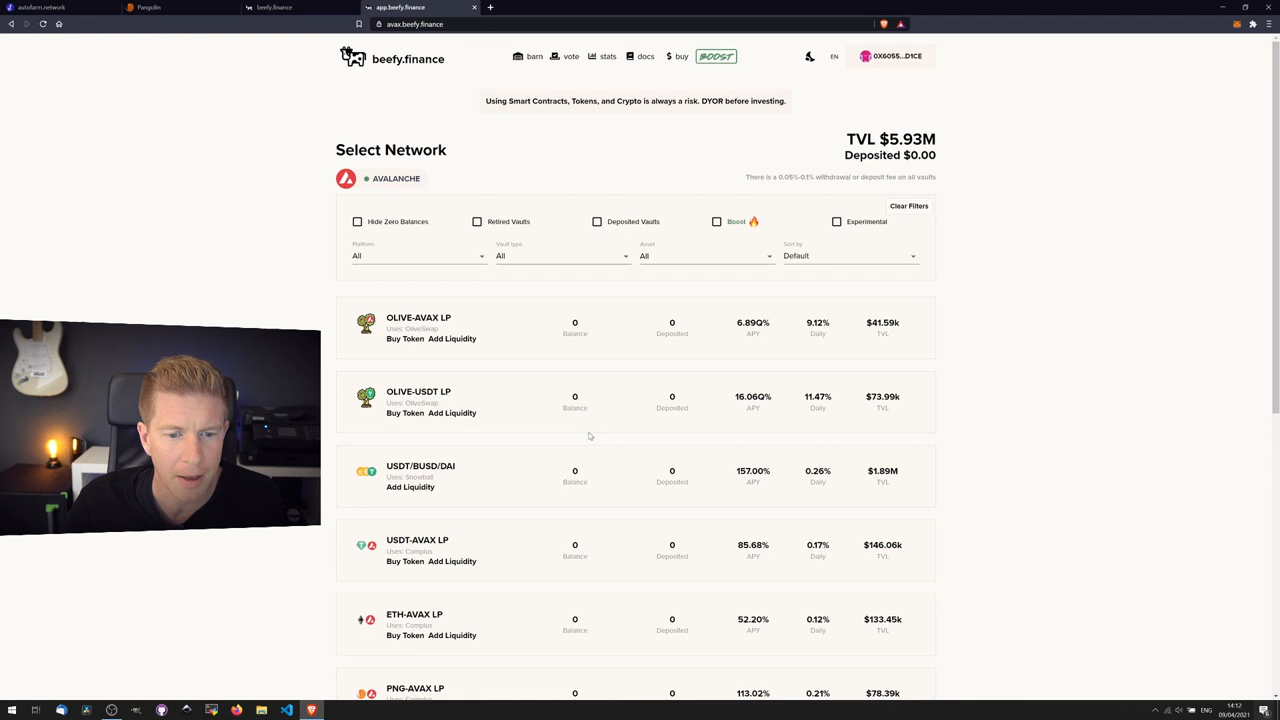 autofarm.network
Pangolin
beefy.finance
app.beefy.finance
avax.beefy.finance
beefy.finance
barn
vote
stats
docs
buy
BOOST
EN
0X6055...D1CE
Using Smart Contracts, Tokens, and Crypto is always a risk. DYOR before investing.
Select Network
TVL $5.93M
Deposited $0.00
AVALANCHE
There is a 0.05%-0.1% withdrawal or deposit fee on all vaults
Clear Filters
Hide Zero Balances
Retired Vaults
Deposited Vaults
Boost
Experimental
Platform
Vault type
Asset
Sort by
All
All
All
Default
OLIVE-AVAX LP
Uses: OliveSwap
Buy Token Add Liquidity
0
Balance
0
Deposited
6.89Q%
APY
9.12%
Daily
$41.59k
TVL
OLIVE-USDT LP
Uses: OliveSwap
Buy Token Add Liquidity
0
Balance
0
Deposited
16.06Q%
APY
11.47%
Daily
$73.99k
TVL
USDT/BUSD/DAI
Uses: Snowball
Add Liquidity
0
Balance
0
Deposited
157.00%
APY
0.26%
Daily
$1.89M
TVL
USDT-AVAX LP
Uses: Complus
Buy Token Add Liquidity
0
Balance
0
Deposited
85.68%
APY
0.17%
Daily
$146.06k
TVL
ETH-AVAX LP
Uses: Complus
Buy Token Add Liquidity
0
Balance
0
Deposited
52.20%
APY
0.12%
Daily
$133.45k
TVL
PNG-AVAX LP
Uses: Complus
0
0
113.02%
0.21%
$78.39k
ENG
14:12
09/04/2021